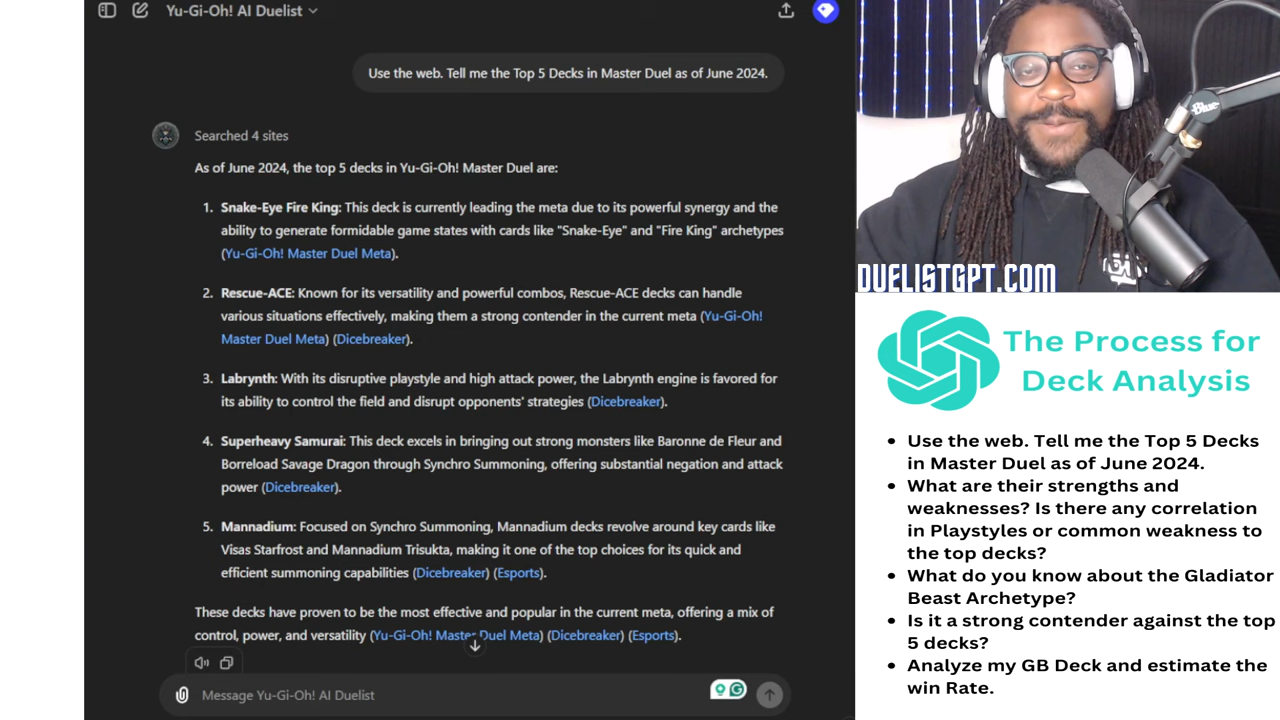 Yu-Gi-Oh! AI Duelist
Use the web. Tell me the Top 5 Decks in Master Duel as of June 2024.
Searched 4 sites
As of June 2024, the top 5 decks in Yu-Gi-Oh! Master Duel are:
1. Snake-Eye Fire King: This deck is currently leading the meta due to its powerful synergy and the
ability to generate formidable game states with cards like "Snake-Eye" and "Fire King" archetypes
(Yu-Gi-Oh! Master Duel Meta).
2. Rescue-ACE: Known for its versatility and powerful combos, Rescue-ACE decks can handle
various situations effectively, making them a strong contender in the current meta (Yu-Gi-Oh!
Master Duel Meta) (Dicebreaker).
3. Labrynth: With its disruptive playstyle and high attack power, the Labrynth engine is favored for
its ability to control the field and disrupt opponents' strategies (Dicebreaker).
4. Superheavy Samurai: This deck excels in bringing out strong monsters like Baronne de Fleur and
Borreload Savage Dragon through Synchro Summoning, offering substantial negation and attack
power (Dicebreaker).
5. Mannadium: Focused on Synchro Summoning, Mannadium decks revolve around key cards like
Visas Starfrost and Mannadium Trisukta, making it one of the top choices for its quick and
efficient summoning capabilities (Dicebreaker) (Esports).
These decks have proven to be the most effective and popular in the current meta, offering a mix of
control, power, and versatility (Yu-Gi-Oh! Master Duel Meta) (Dicebreaker) (Esports).
Message Yu-Gi-Oh! AI Duelist
Blue
DUELISTGPT.COM
The Process for
Deck Analysis
• Use the web. Tell me the Top 5 Decks
in Master Duel as of June 2024.
• What are their strengths and
weaknesses? Is there any correlation
in Playstyles or common weakness to
the top decks?
• What do you know about the Gladiator
Beast Archetype?
• Is it a strong contender against the top
5 decks?
• Analyze my GB Deck and estimate the
win Rate.